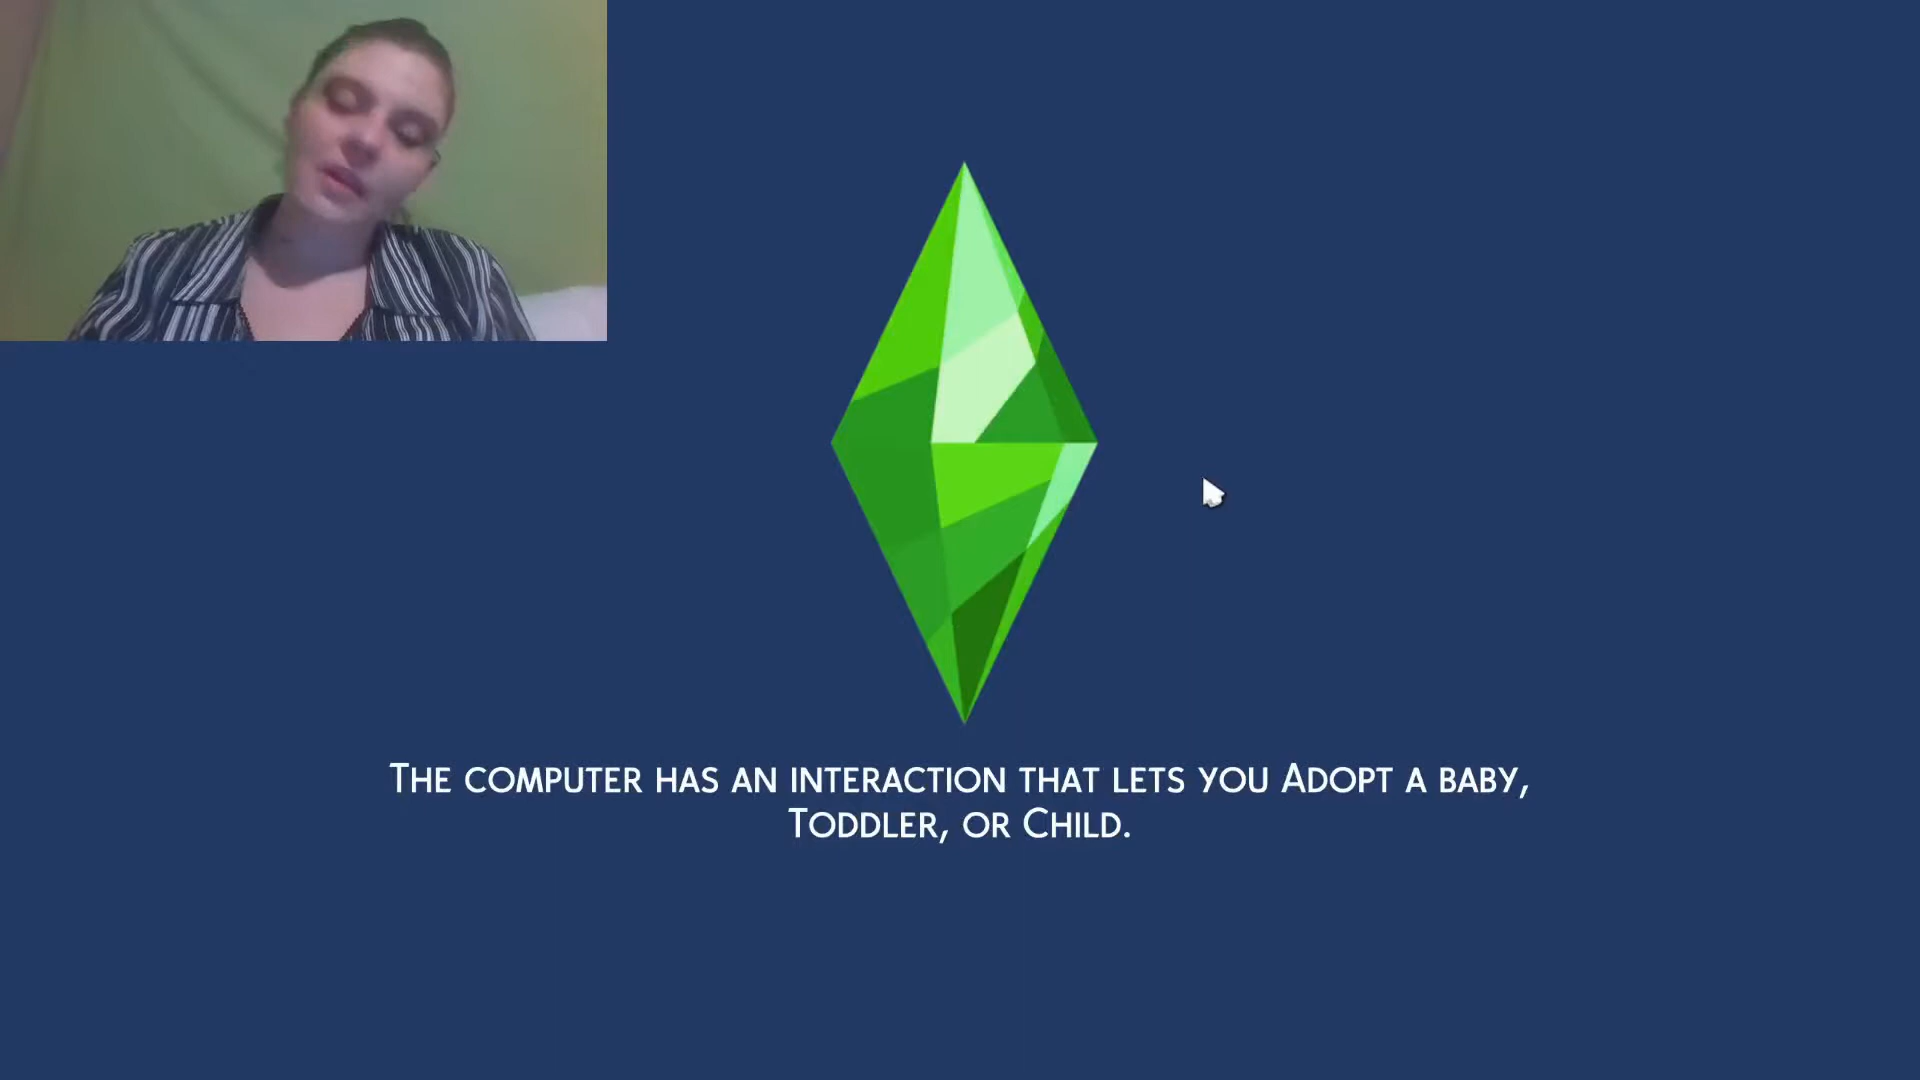 The computer has an interaction that lets you Adopt a baby,
Toddler, or Child.